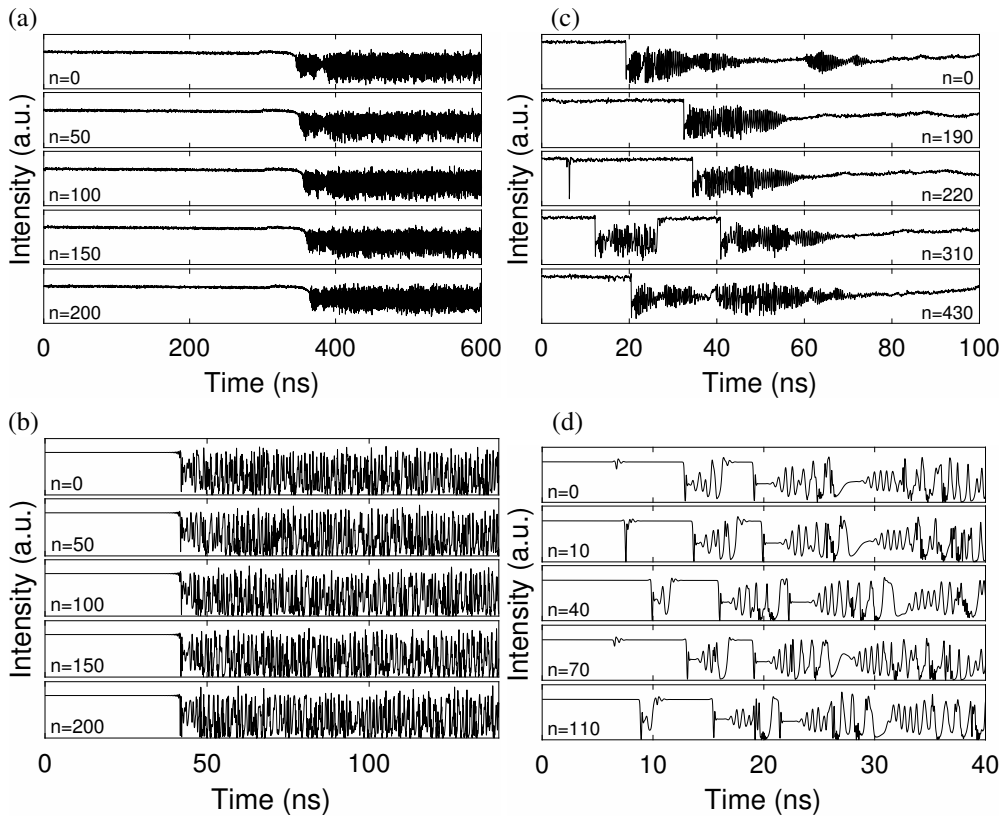 (a)
Intensity (a.u.)
n=0
n=50
n=100
n=150
n=200
0 200 400 600
Time (ns)
(c)
Intensity (a.u.)
n=0
n=190
n=220
n=310
n=430
0 20 40 60 80 100
Time (ns)
(b)
Intensity (a.u.)
n=0
n=50
n=100
n=150
n=200
0 50 100
Time (ns)
(d)
Intensity (a.u.)
n=0
n=10
n=40
n=70
n=110
0 10 20 30 40
Time (ns)